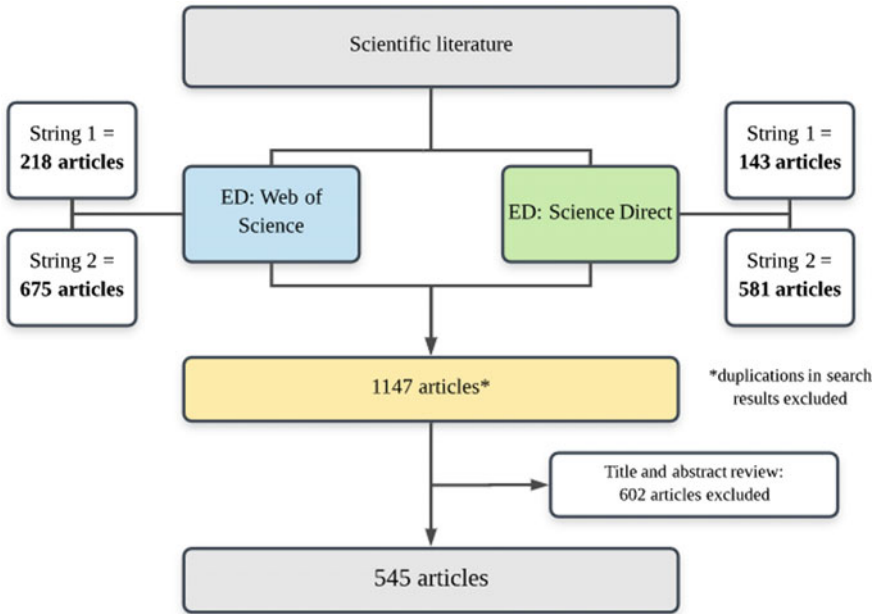 Scientific literature
String 1 =
218 articles
String 1 =
143 articles
ED: Web of
Science
ED: Science Direct
String 2 =
675 articles
String 2 =
581 articles
1147 articles*
*duplications in search
results excluded
Title and abstract review:
602 articles excluded
545 articles